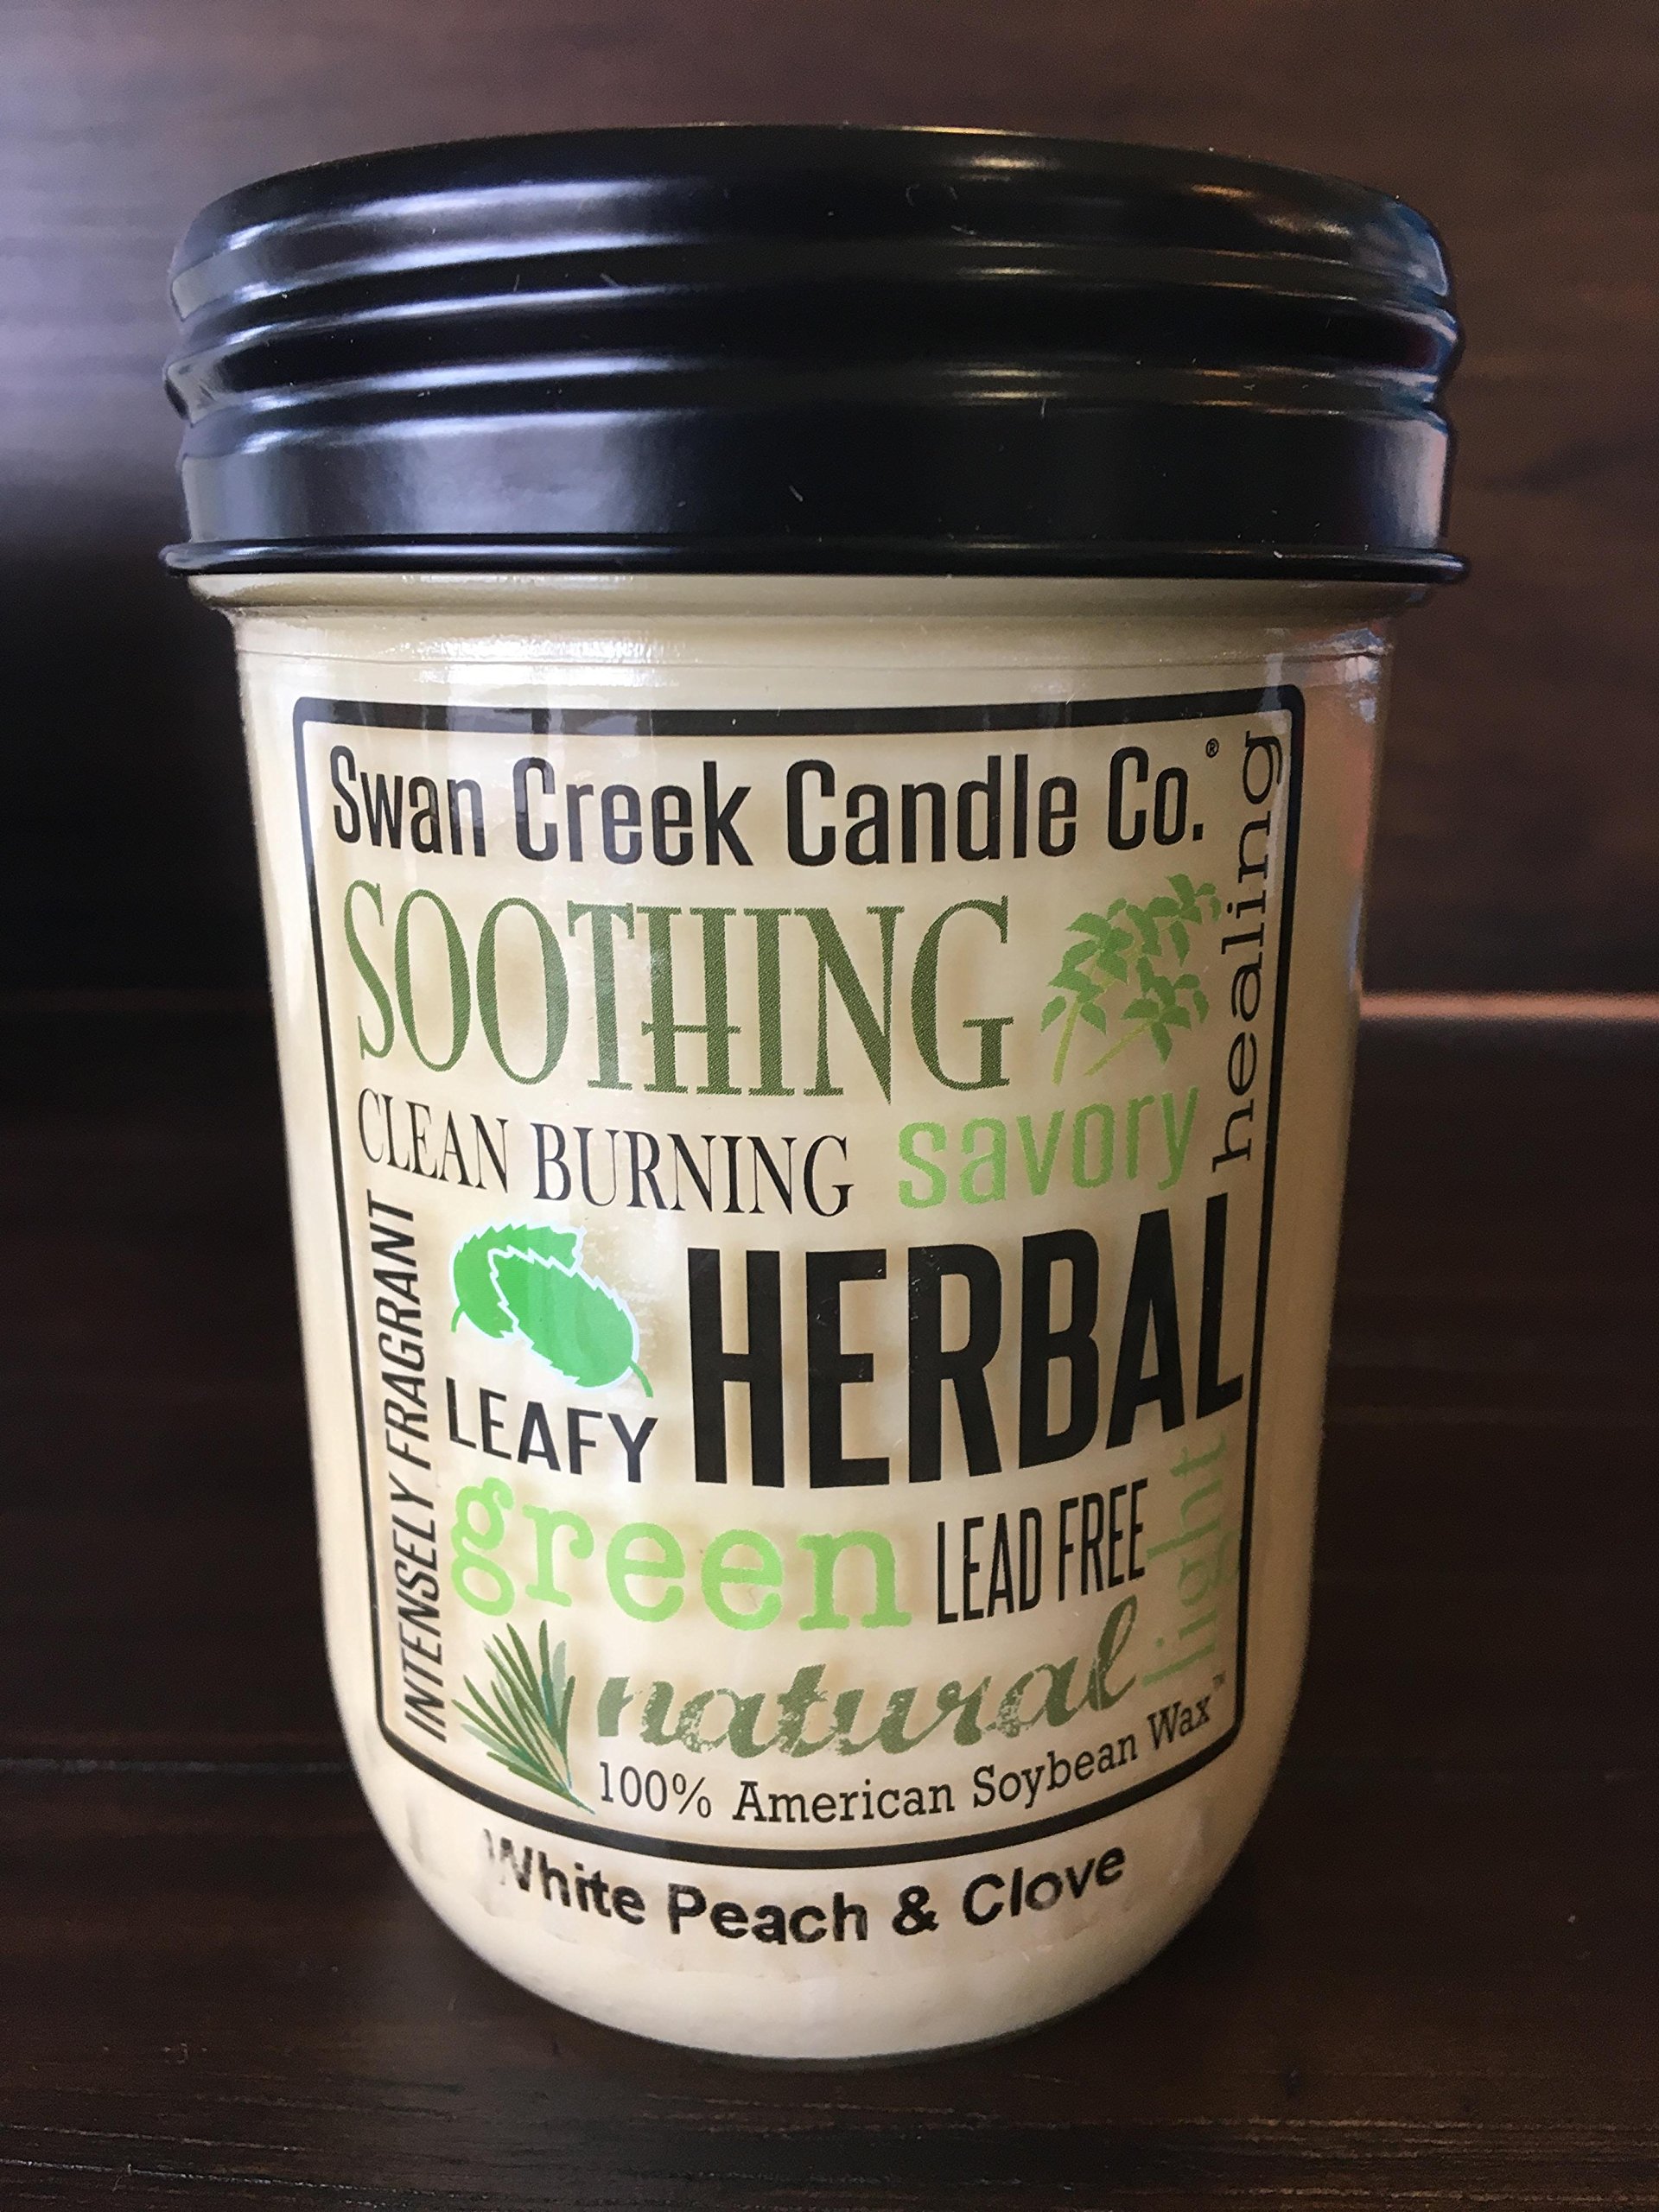 Swan Creek Candle Co.®
healing
SOOTHING
CLEAN BURNING savory
INTENSELY FRAGRANT
HERBAL
LEAFY
green LEAD FREE
light
natural
100% American Soybean Wax™
White Peach & Clove